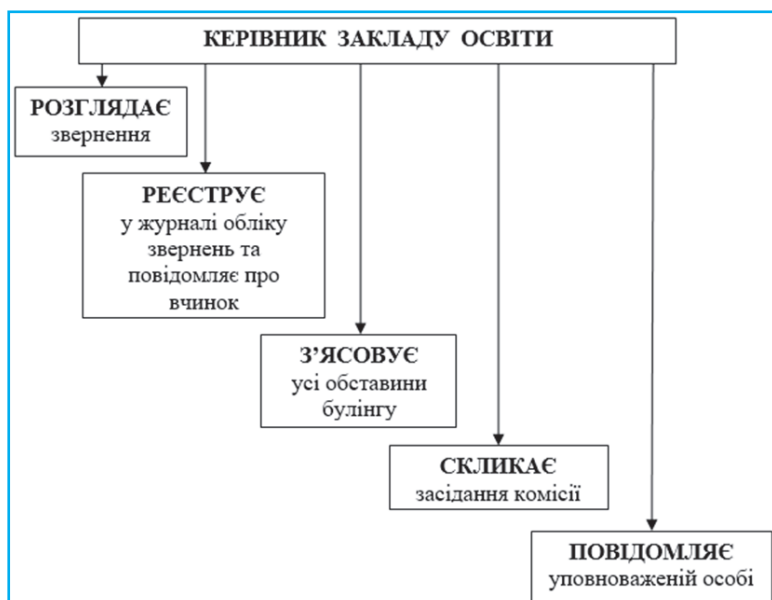 КЕРІВНИК ЗАКЛАДУ ОСВІТИ
РОЗГЛЯДАЄ
звернення
РЕЄСТРУЄ
у журналі обліку
звернень та
повідомляє про
вчинок
З’ЯСОВУЄ
усі обставини
булінгу
СКЛИКАЄ
засідання комісії
ПОВІДОМЛЯЄ
уповноваженій особі